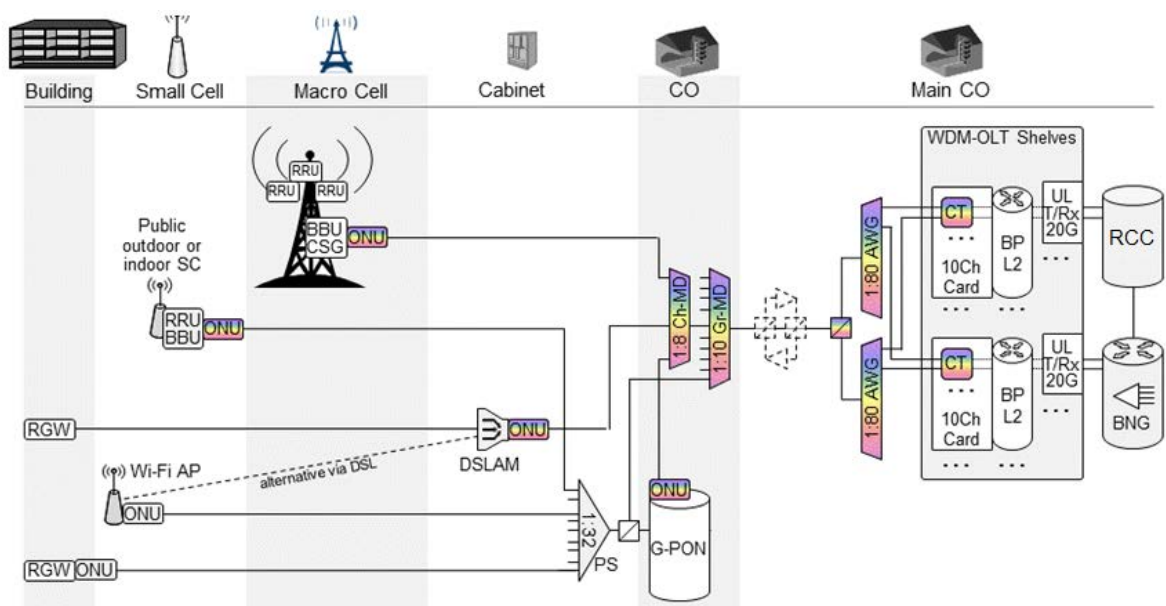 Building
Small Cell
Macro Cell
Cabinet
CO
Main CO
WDM-OLT Shelves
RRU
RRU
RRU
BBU
CSG
ONU
Public
outdoor or
indoor SC
RRU
BBU
ONU
RGW
DSLAM
ONU
Wi-Fi AP
alternative via DSL
ONU
RGW
ONU
1:32
PS
1:8 Ch-MD
1:10 Gr-MD
ONU
G-PON
1:80 AWG
1:80 AWG
CT
...
10Ch
Card
...
BP
L2
...
UL
T/Rx
20G
...
RCC
CT
...
10Ch
Card
...
BP
L2
...
UL
T/Rx
20G
...
BNG